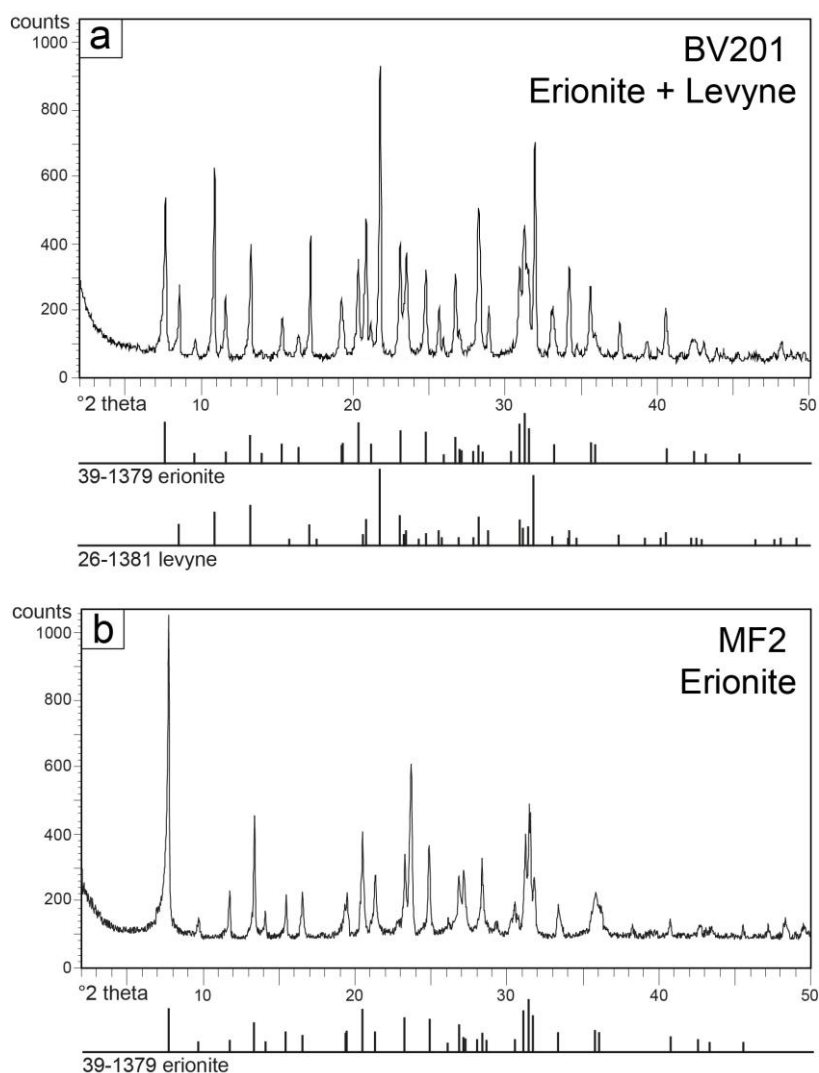 counts
a
BV201
Erionite + Levyne
1000
800
600
400
200
0
°2 theta
10
20
30
40
50
39-1379 erionite
26-1381 levyne
counts
b
MF2
Erionite
1000
800
600
400
200
0
°2 theta
10
20
30
40
50
39-1379 erionite